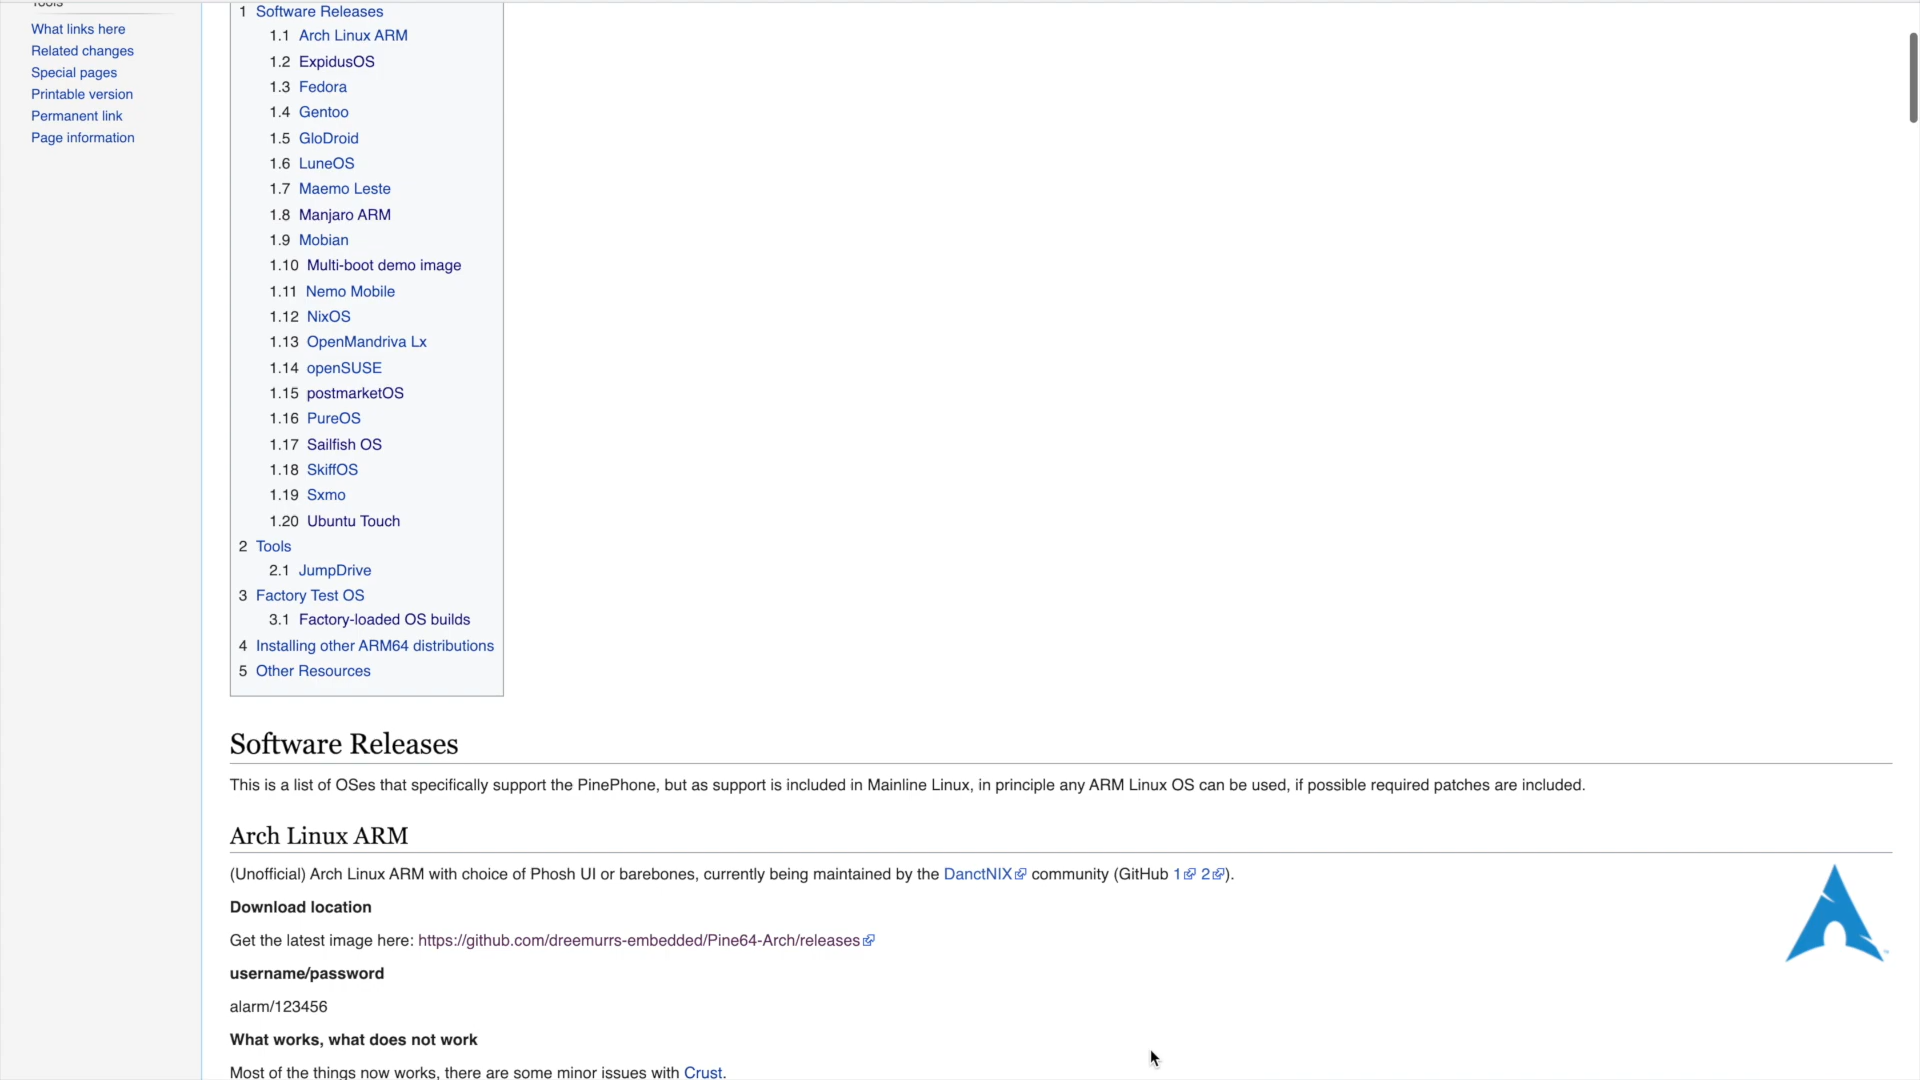 Tools
What links here
Related changes
Special pages
Printable version
Permanent link
Page information
1 Software Releases
1.1 Arch Linux ARM
1.2 ExpidusOS
1.3 Fedora
1.4 Gentoo
1.5 GloDroid
1.6 LuneOS
1.7 Maemo Leste
1.8 Manjaro ARM
1.9 Mobian
1.10 Multi-boot demo image
1.11 Nemo Mobile
1.12 NixOS
1.13 OpenMandriva Lx
1.14 openSUSE
1.15 postmarketOS
1.16 PureOS
1.17 Sailfish OS
1.18 SkiffOS
1.19 Sxmo
1.20 Ubuntu Touch
2 Tools
2.1 JumpDrive
3 Factory Test OS
3.1 Factory-loaded OS builds
4 Installing other ARM64 distributions
5 Other Resources
Software Releases
This is a list of OSes that specifically support the PinePhone, but as support is included in Mainline Linux, in principle any ARM Linux OS can be used, if possible required patches are included.
Arch Linux ARM
(Unofficial) Arch Linux ARM with choice of Phosh UI or barebones, currently being maintained by the DanctNIX community (GitHub 1 2).
Download location
Get the latest image here: https://github.com/dreemurrs-embedded/Pine64-Arch/releases
username/password
alarm/123456
What works, what does not work
Most of the things now works, there are some minor issues with Crust.